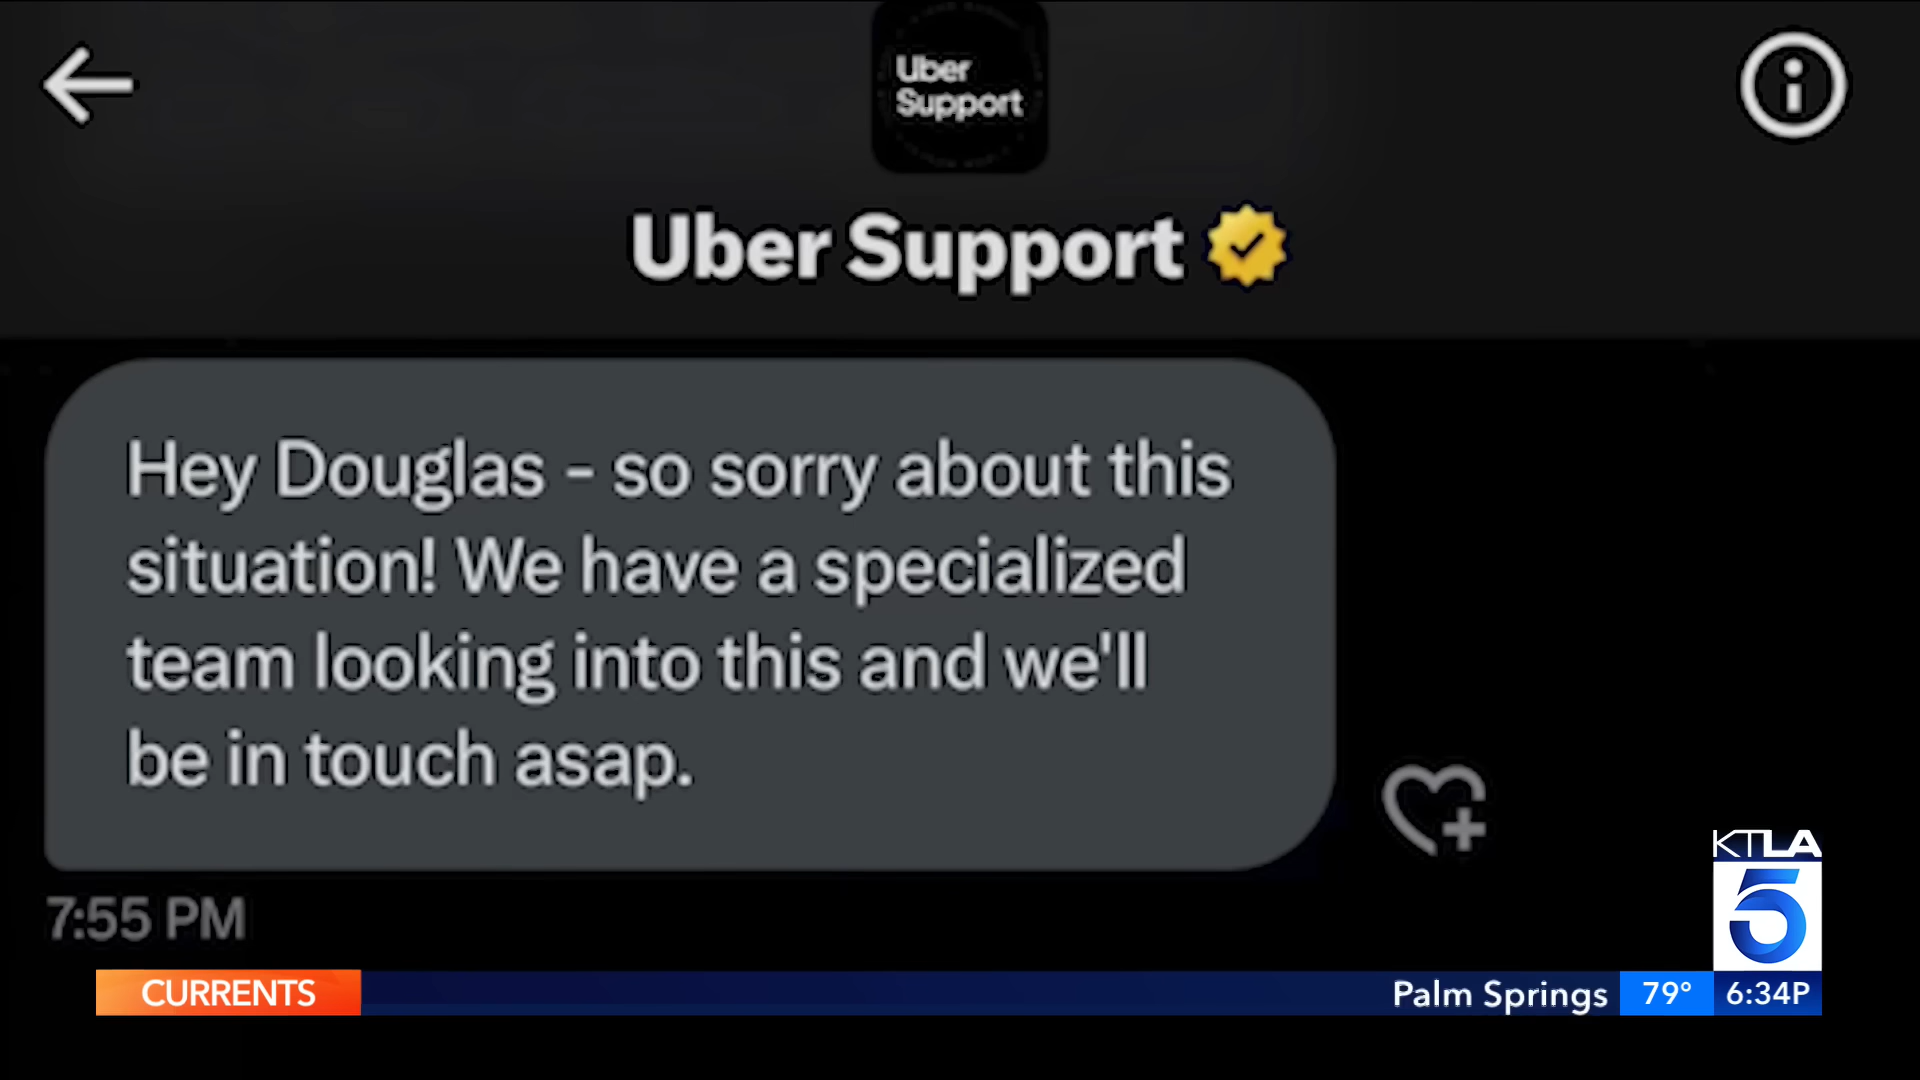 Uber
Support
Uber Support
Hey Douglas - so sorry about this
situation! We have a specialized
team looking into this and we'll
be in touch asap.
7:55 PM
KTLA
5
CURRENTS
Palm Springs 79° 6:34P